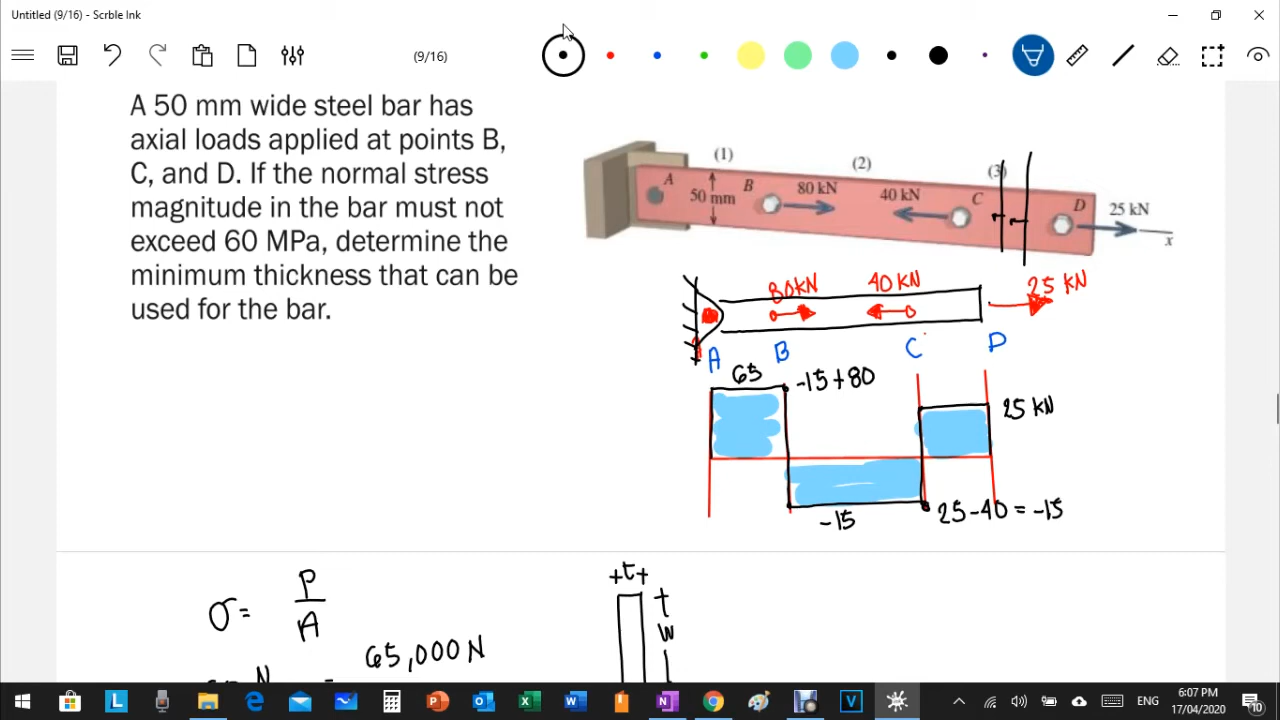 Untitled (9/16) - Scrble Ink
(9/16)
A 50 mm wide steel bar has
axial loads applied at points B,
C, and D. If the normal stress
magnitude in the bar must not
exceed 60 MPa, determine the
minimum thickness that can be
used for the bar.
(1)
(2)
(3)
A
50 mm
B
80 kN
40 kN
C
D
25 kN
x
80kN
40 KN
25 KN
A
B
C
D
65
-15+80
25 KN
-15
25-40 = -15
σ = P
A
t
W
65,000 N
N
=
ENG
6:07 PM
17/04/2020
10